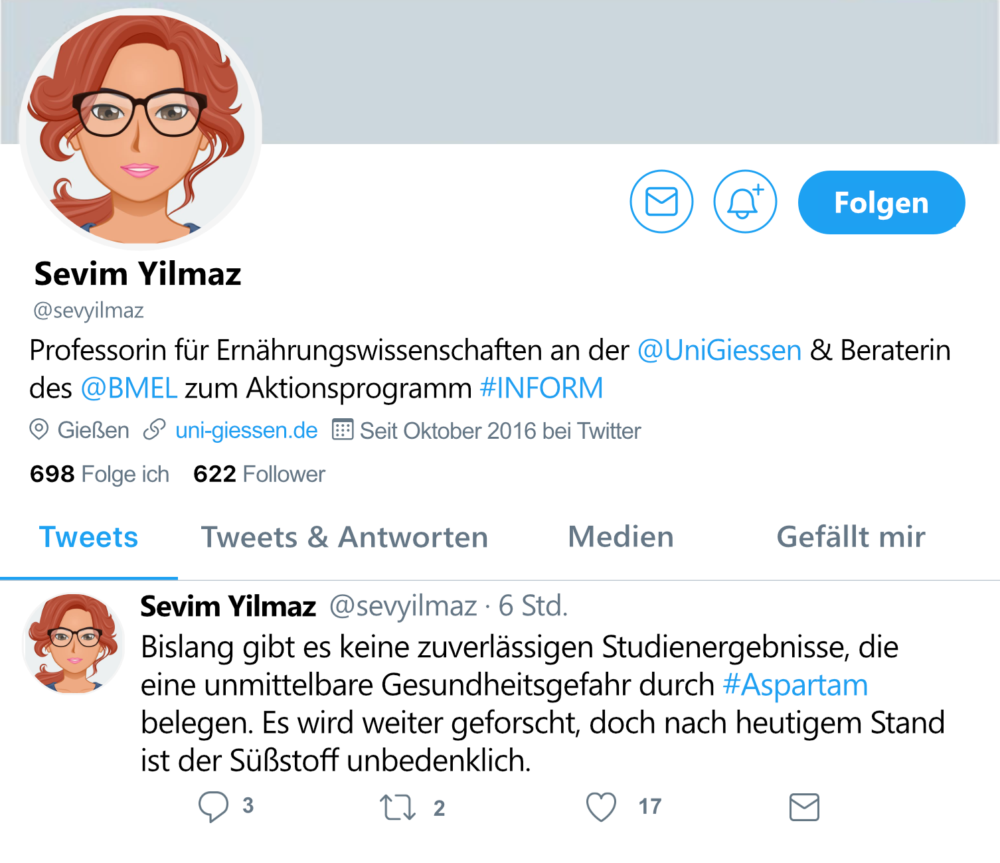 Folgen
Sevim Yilmaz
@sevyilmaz
Professorin für Ernährungswissenschaften an der @UniGiessen & Beraterin
des @BMEL zum Aktionsprogramm #INFORM
Gießen uni-giessen.de Seit Oktober 2016 bei Twitter
698 Folge ich 622 Follower
Tweets Tweets & Antworten Medien Gefällt mir
Sevim Yilmaz @sevyilmaz · 6 Std.
Bislang gibt es keine zuverlässigen Studienergebnisse, die
eine unmittelbare Gesundheitsgefahr durch #Aspartam
belegen. Es wird weiter geforscht, doch nach heutigem Stand
ist der Süßstoff unbedenklich.
3 2 17